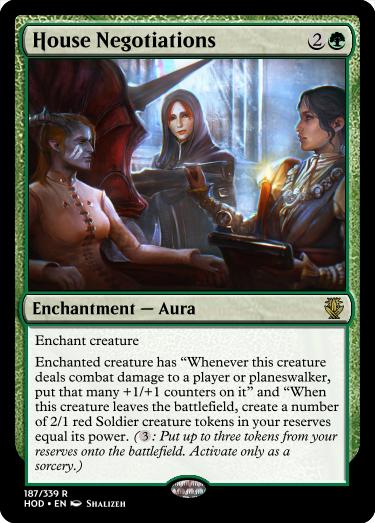 House Negotiations 2
Enchantment — Aura
Enchant creature
Enchanted creature has “Whenever this creature
deals combat damage to a player or planeswalker,
put that many +1/+1 counters on it” and “When
this creature leaves the battlefield, create a number
of 2/1 red Soldier creature tokens in your reserves
equal its power. (3: Put up to three tokens from your
reserves onto the battlefield. Activate only as a
sorcery.)
187/339 R
HOD • EN Shalizeh